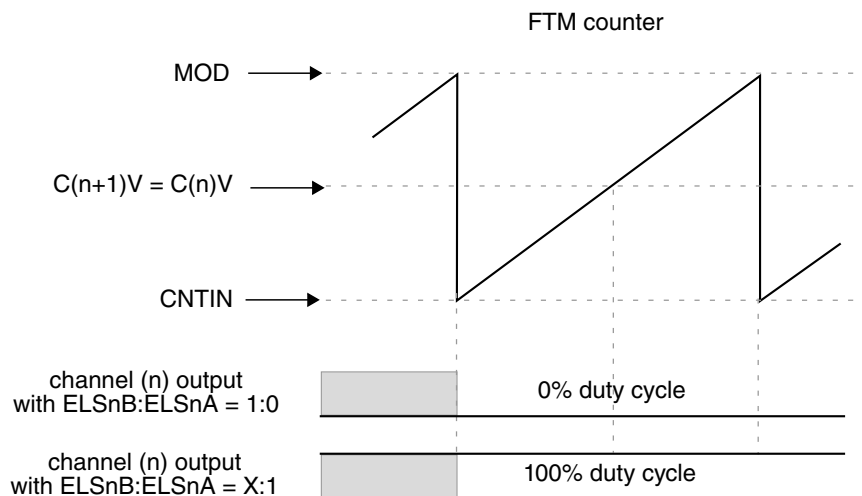 FTM counter
MOD
C(n+1)V = C(n)V
CNTIN
channel (n) output
with ELSnB:ELSnA = 1:0
0% duty cycle
channel (n) output
with ELSnB:ELSnA = X:1
100% duty cycle